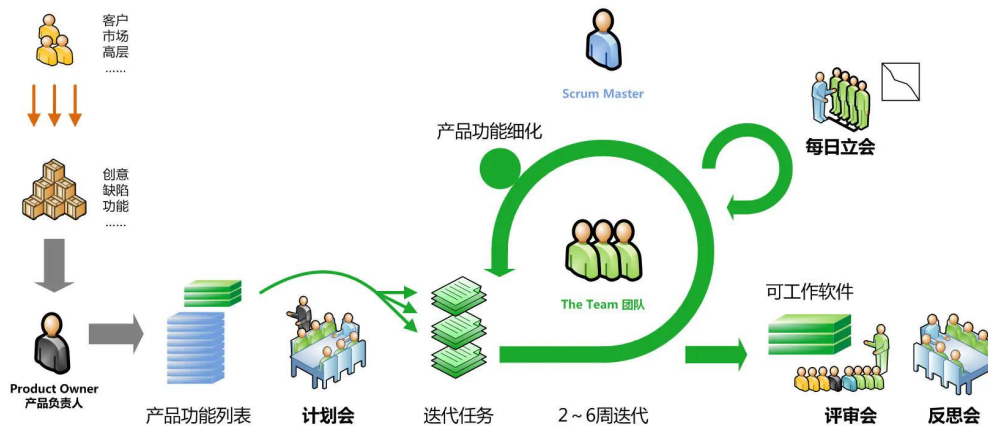 客户
市场
高层
......
创意
缺陷
功能
......
Product Owner
产品负责人
产品功能列表
计划会
迭代任务
产品功能细化
Scrum Master
The Team 团队
2～6周迭代
每日立会
可工作软件
评审会
反思会